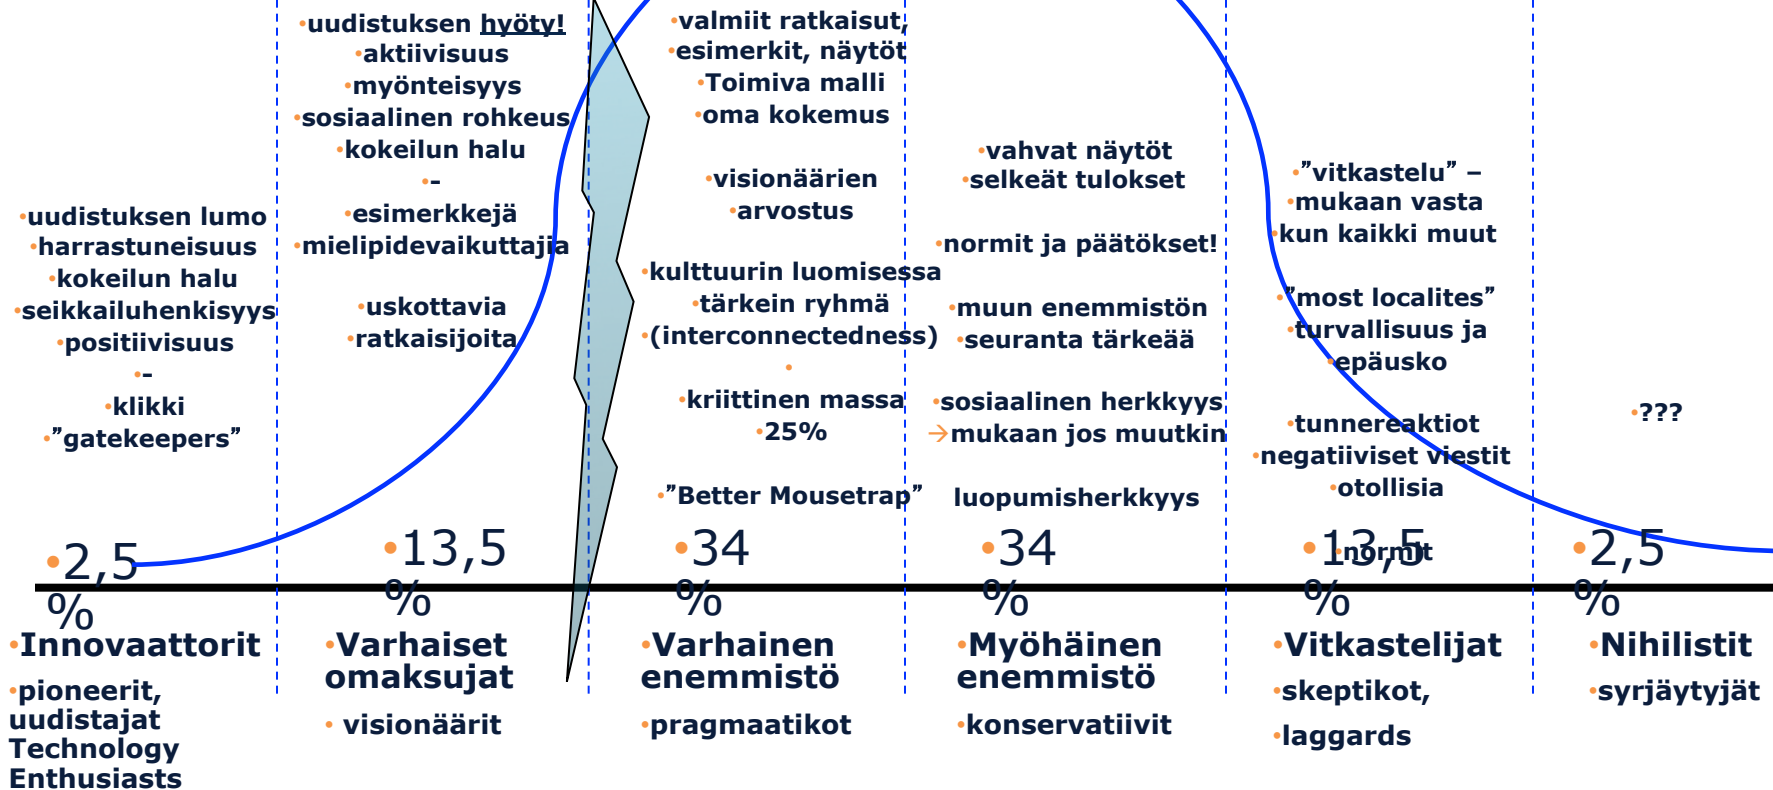 •uudistuksen lumo
•harrastuneisuus
•kokeilun halu
•seikkailuhenkisyys
•positiivisuus
•-
•klikki
•”gatekeepers”
•2,5
%
•Innovaattorit
•pioneerit,
uudistajat
Technology
Enthusiasts
•uudistuksen hyöty!
•aktiivisuus
•myönteisyys
•sosiaalinen rohkeus
•kokeilun halu
•-
•esimerkkejä
•mielipidevaikuttajia
•uskottavia
•ratkaisijoita
•13,5
%
•Varhaiset
omaksujat
• visionäärit
•valmiit ratkaisut,
•esimerkit, näytöt
•Toimiva malli
•oma kokemus
•visionäärien
•arvostus
•kulttuurin luomisessa
•tärkein ryhmä
•(interconnectedness)
•
•kriittinen massa
•25%
•”Better Mousetrap”
•34
%
•Varhainen
enemmistö
•pragmaatikot
•vahvat näytöt
•selkeät tulokset
•normit ja päätökset!
•muun enemmistön
•seuranta tärkeää
•sosiaalinen herkkyys
→mukaan jos muutkin
luopumisherkkyys
•34
%
•Myöhäinen
enemmistö
•konservatiivit
•”vitkastelu” –
•mukaan vasta
•kun kaikki muut
•”most localites”
•turvallisuus ja
•epäusko
•tunnereaktiot
•negatiiviset viestit
•otollisia
•normit
•13,5
%
•Vitkastelijat
•skeptikot,
•laggards
•???
•2,5
%
•Nihilistit
•syrjäytyjät